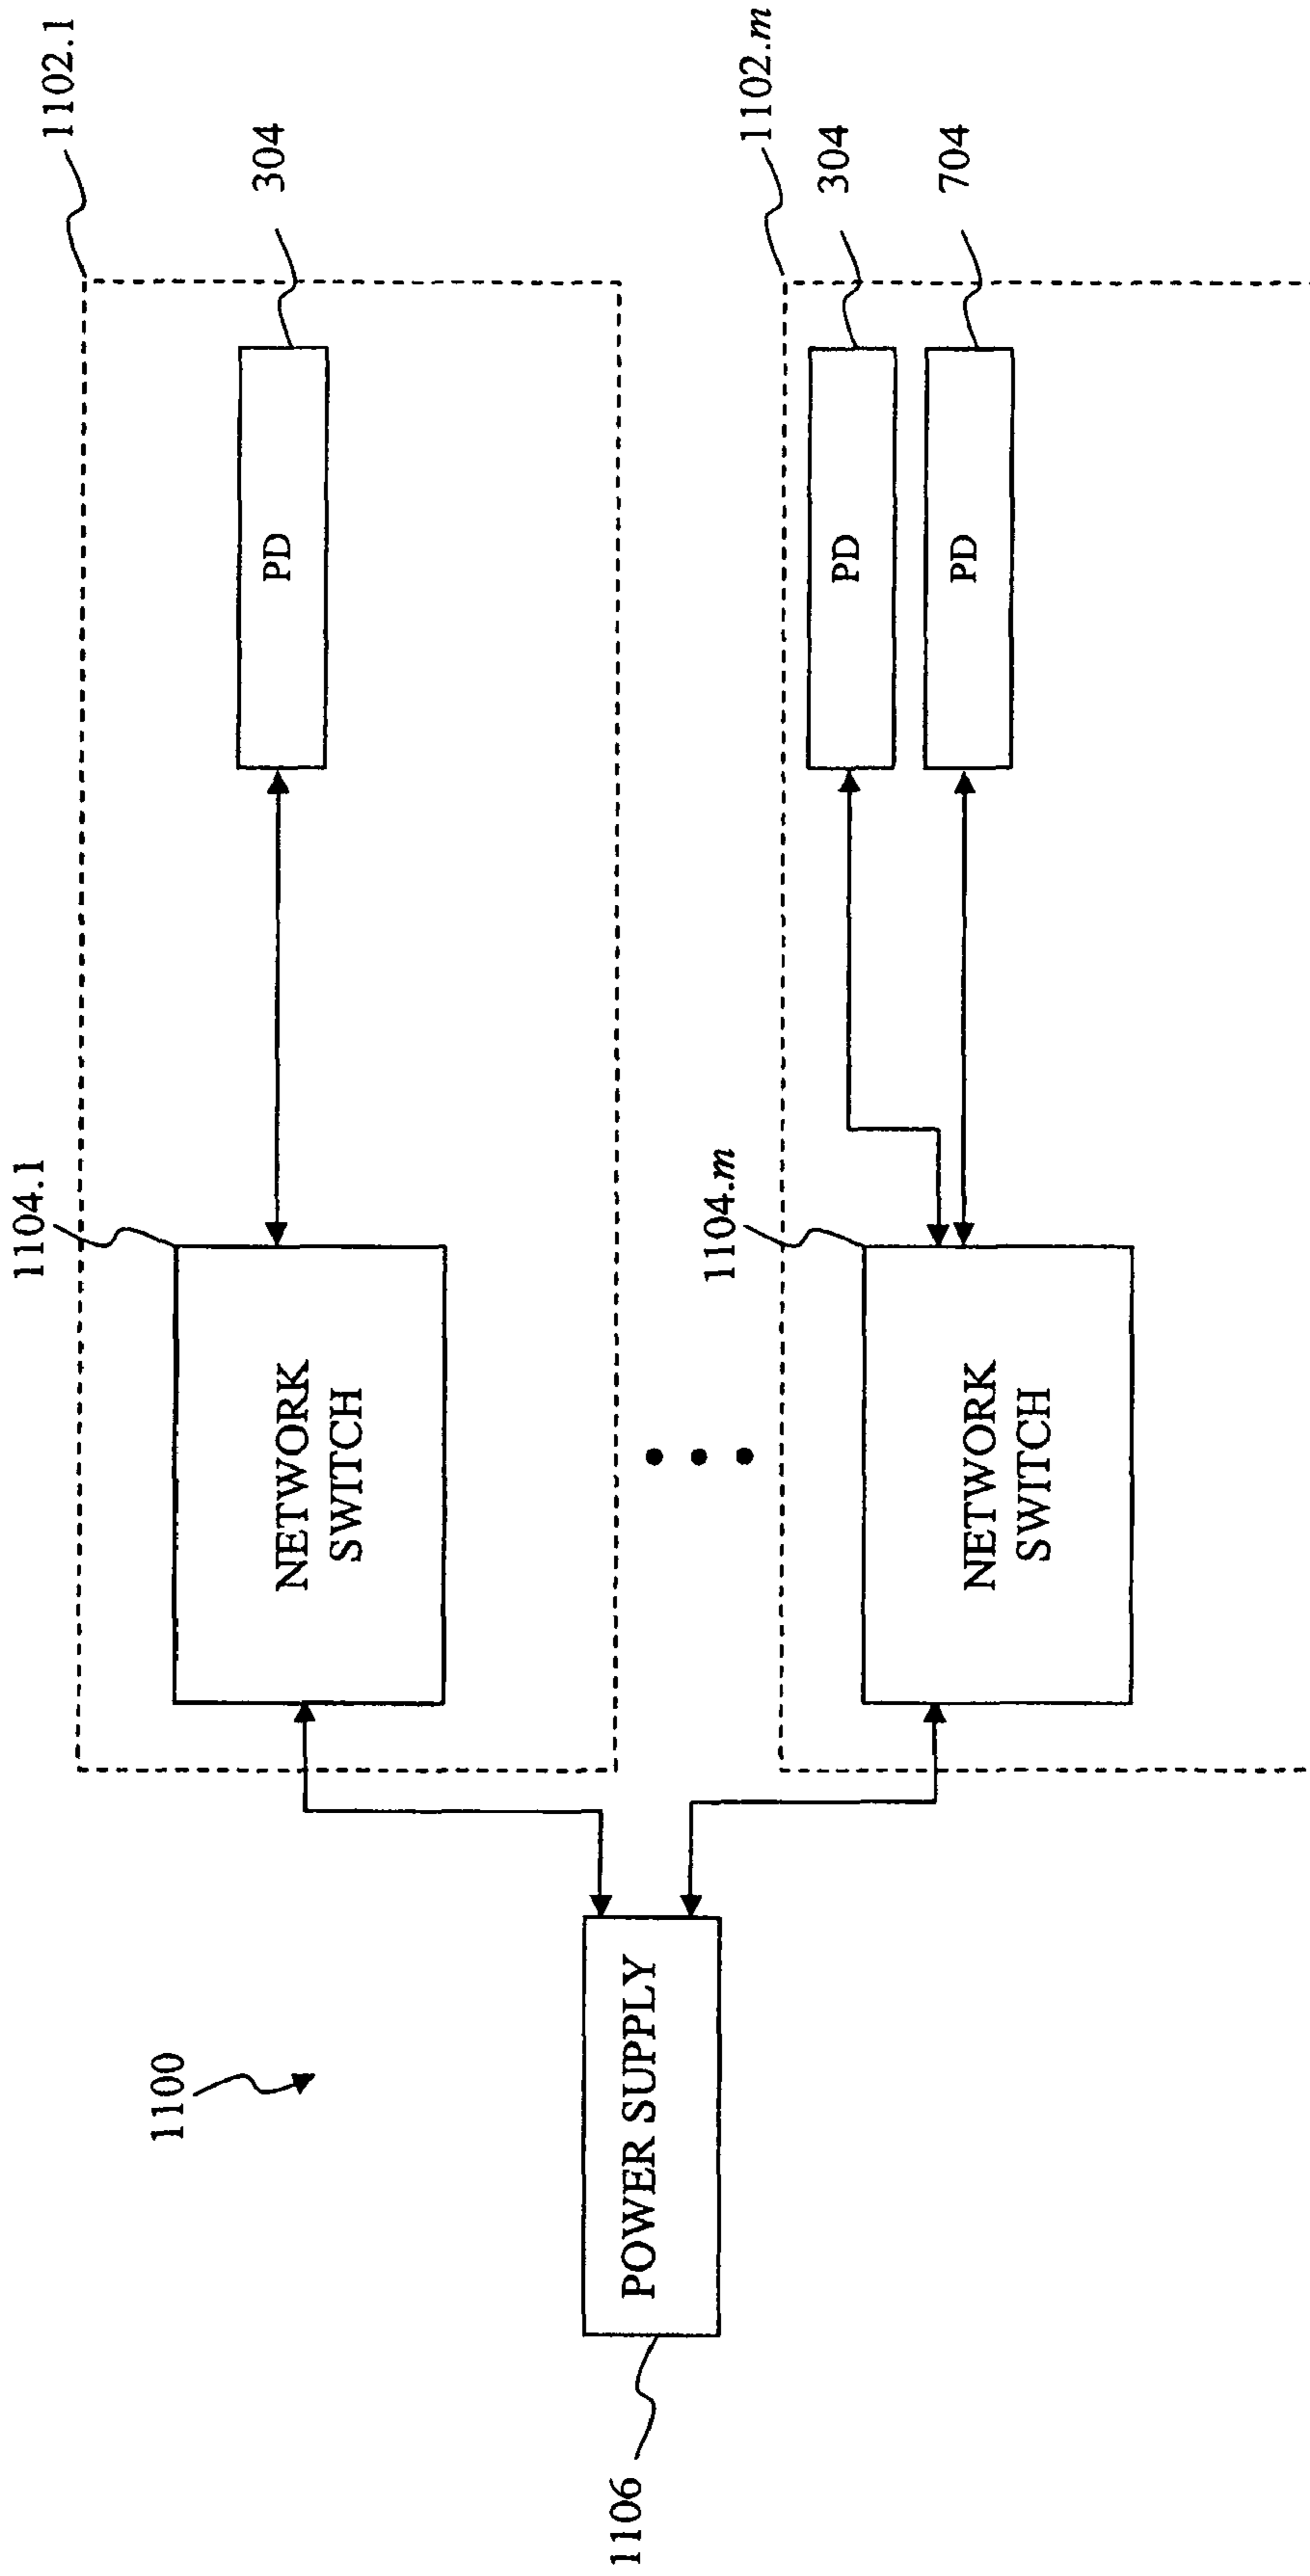 1100
1106
POWER SUPPLY
1104.1
NETWORK
SWITCH
1102.1
PD
304
1104.m
NETWORK
SWITCH
1102.m
PD
304
PD
704